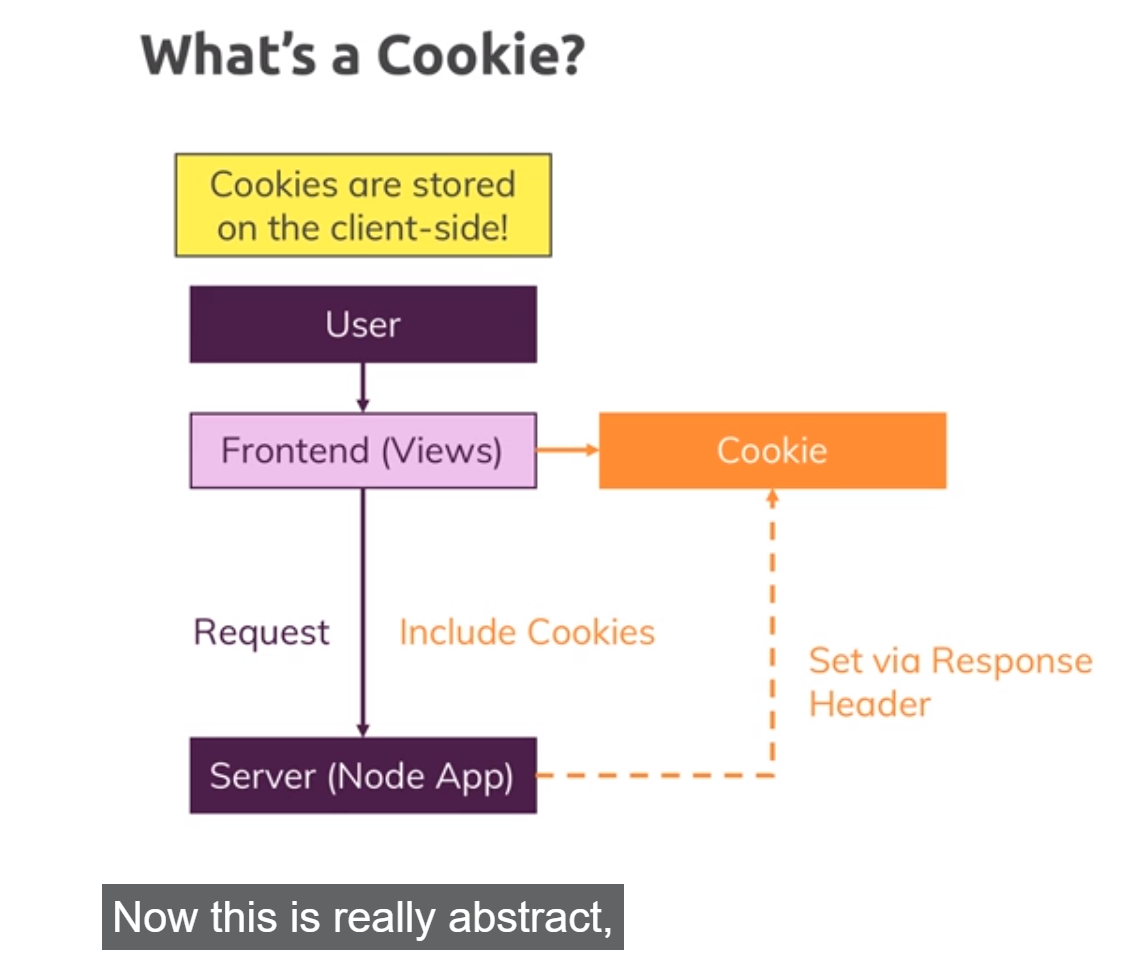 What's a Cookie?
Cookies are stored
on the client-side!
User
Frontend (Views)
Cookie
Request
Include Cookies
Set via Response
Header
Server (Node App)
Now this is really abstract,